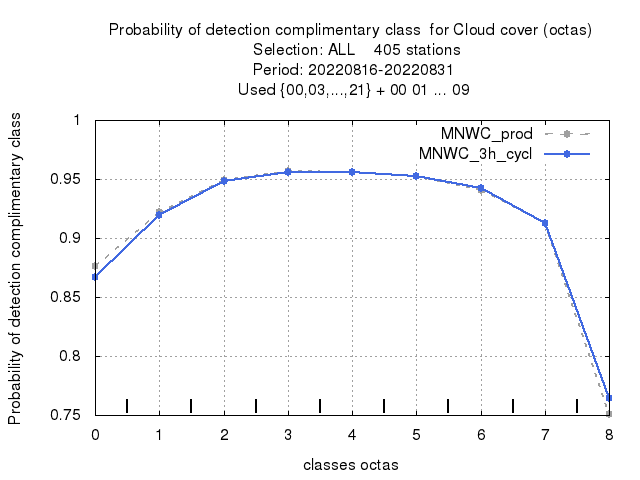 Probability of detection complimentary class  for Cloud cover (octas)
Selection: ALL    405 stations
Period: 20220816-20220831
Used {00,03,...,21} + 00 01 ... 09
Probability of detection complimentary class
1
0.95
0.9
0.85
0.8
0.75
MNWC_prod
MNWC_3h_cycl
0 1 2 3 4 5 6 7 8
classes octas